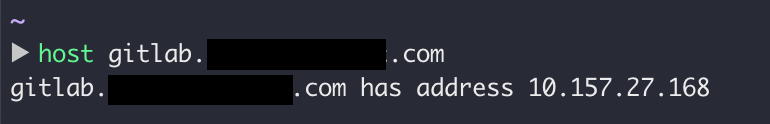 ~
▶ host gitlab. .com
gitlab. .com has address 10.157.27.168